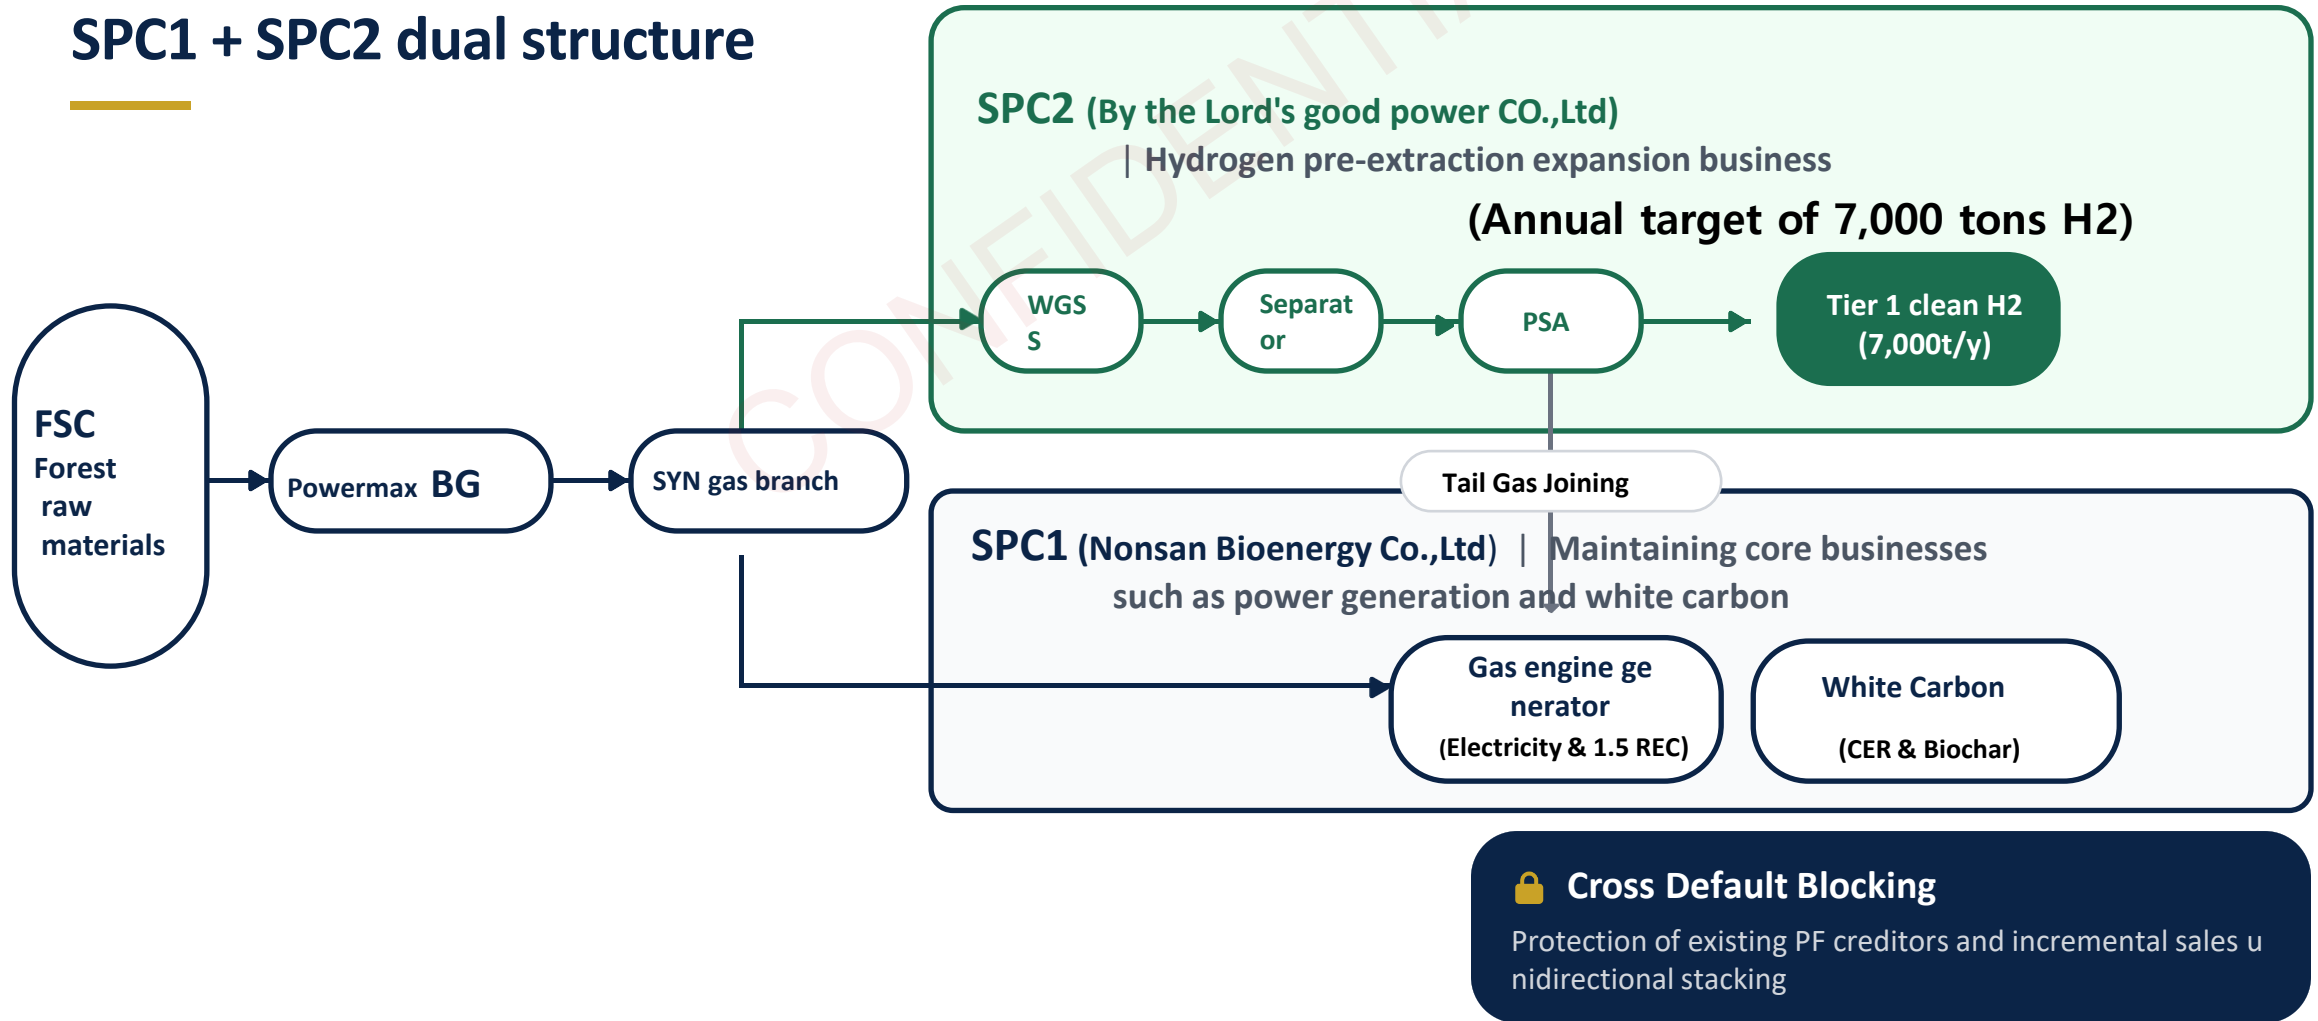 SPC1 + SPC2 dual structure
SPC2 (By the Lord's good power CO.,Ltd)
| Hydrogen pre-extraction expansion business
(Annual target of 7,000 tons H2)
WGS
S
Separat
or
PSA
Tier 1 clean H2
(7,000t/y)
FSC
Forest
raw
materials
Powermax BG
SYN gas branch
Tail Gas Joining
SPC1 (Nonsan Bioenergy Co.,Ltd) | Maintaining core businesses
such as power generation and white carbon
Gas engine ge
nerator
(Electricity & 1.5 REC)
White Carbon
(CER & Biochar)
Cross Default Blocking
Protection of existing PF creditors and incremental sales u
nidirectional stacking
CONFIDENTIA